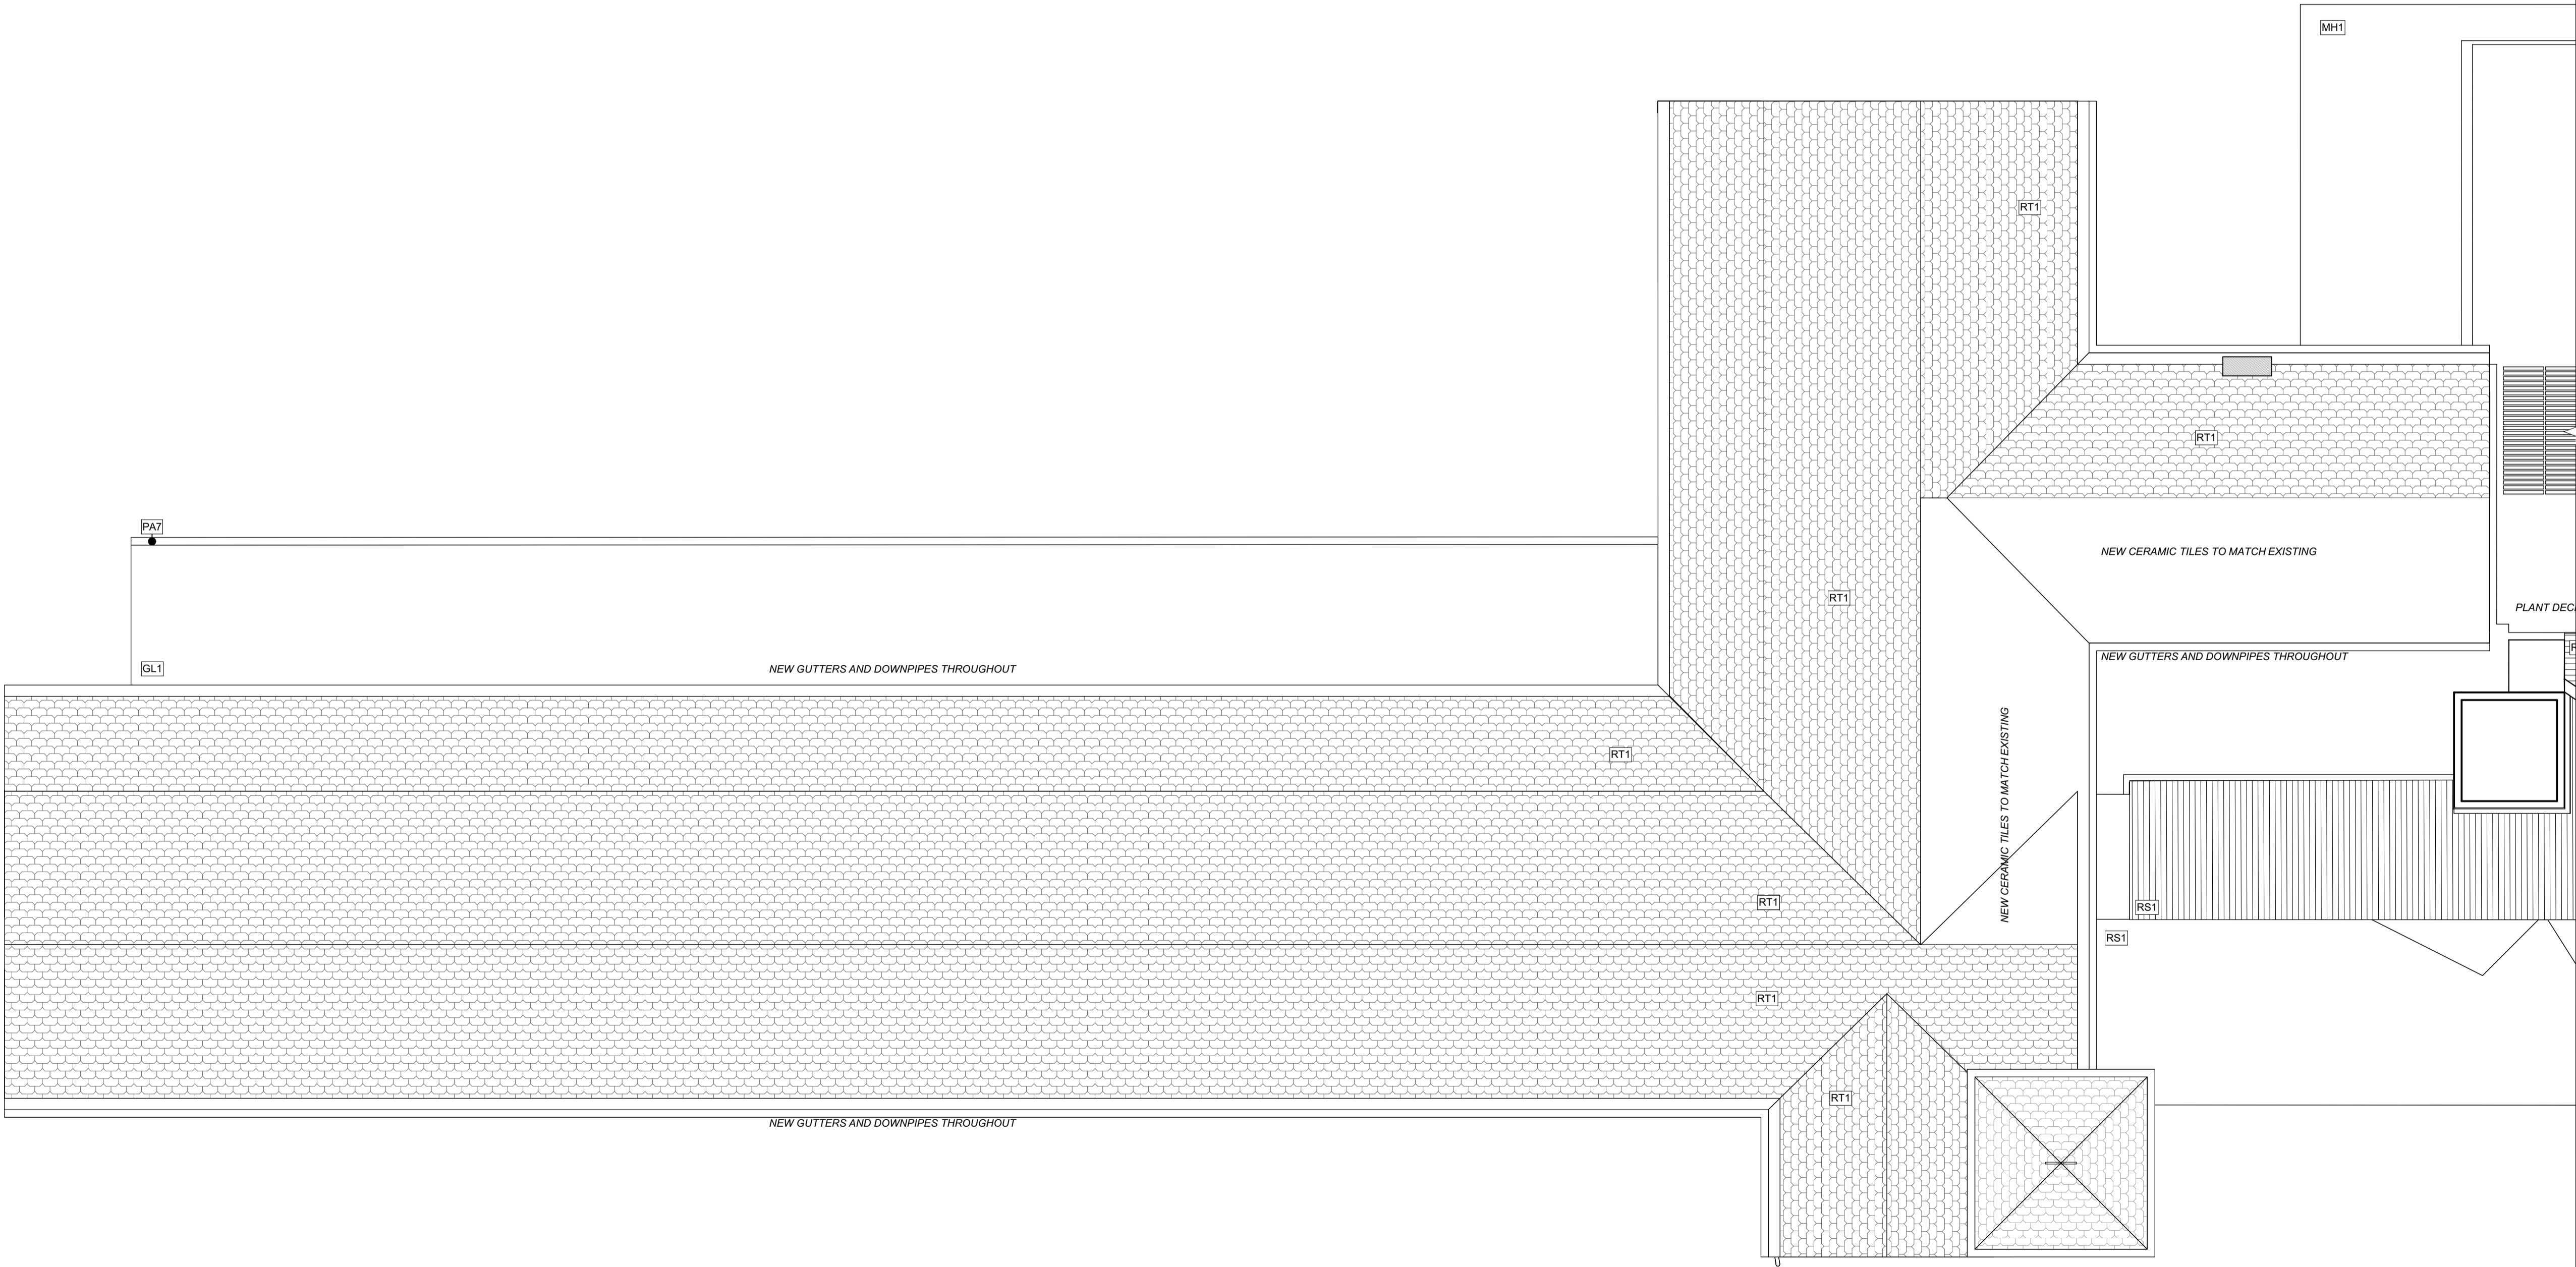 MH1
RT1
RT1
PA7
NEW CERAMIC TILES TO MATCH EXISTING
RT1
PLANT DEC
NEW GUTTERS AND DOWNPIPES THROUGHOUT
GL1
NEW GUTTERS AND DOWNPIPES THROUGHOUT
RT1
NEW CERAMIC TILES TO MATCH EXISTING
RT1
RS1
RS1
RT1
RT1
NEW GUTTERS AND DOWNPIPES THROUGHOUT